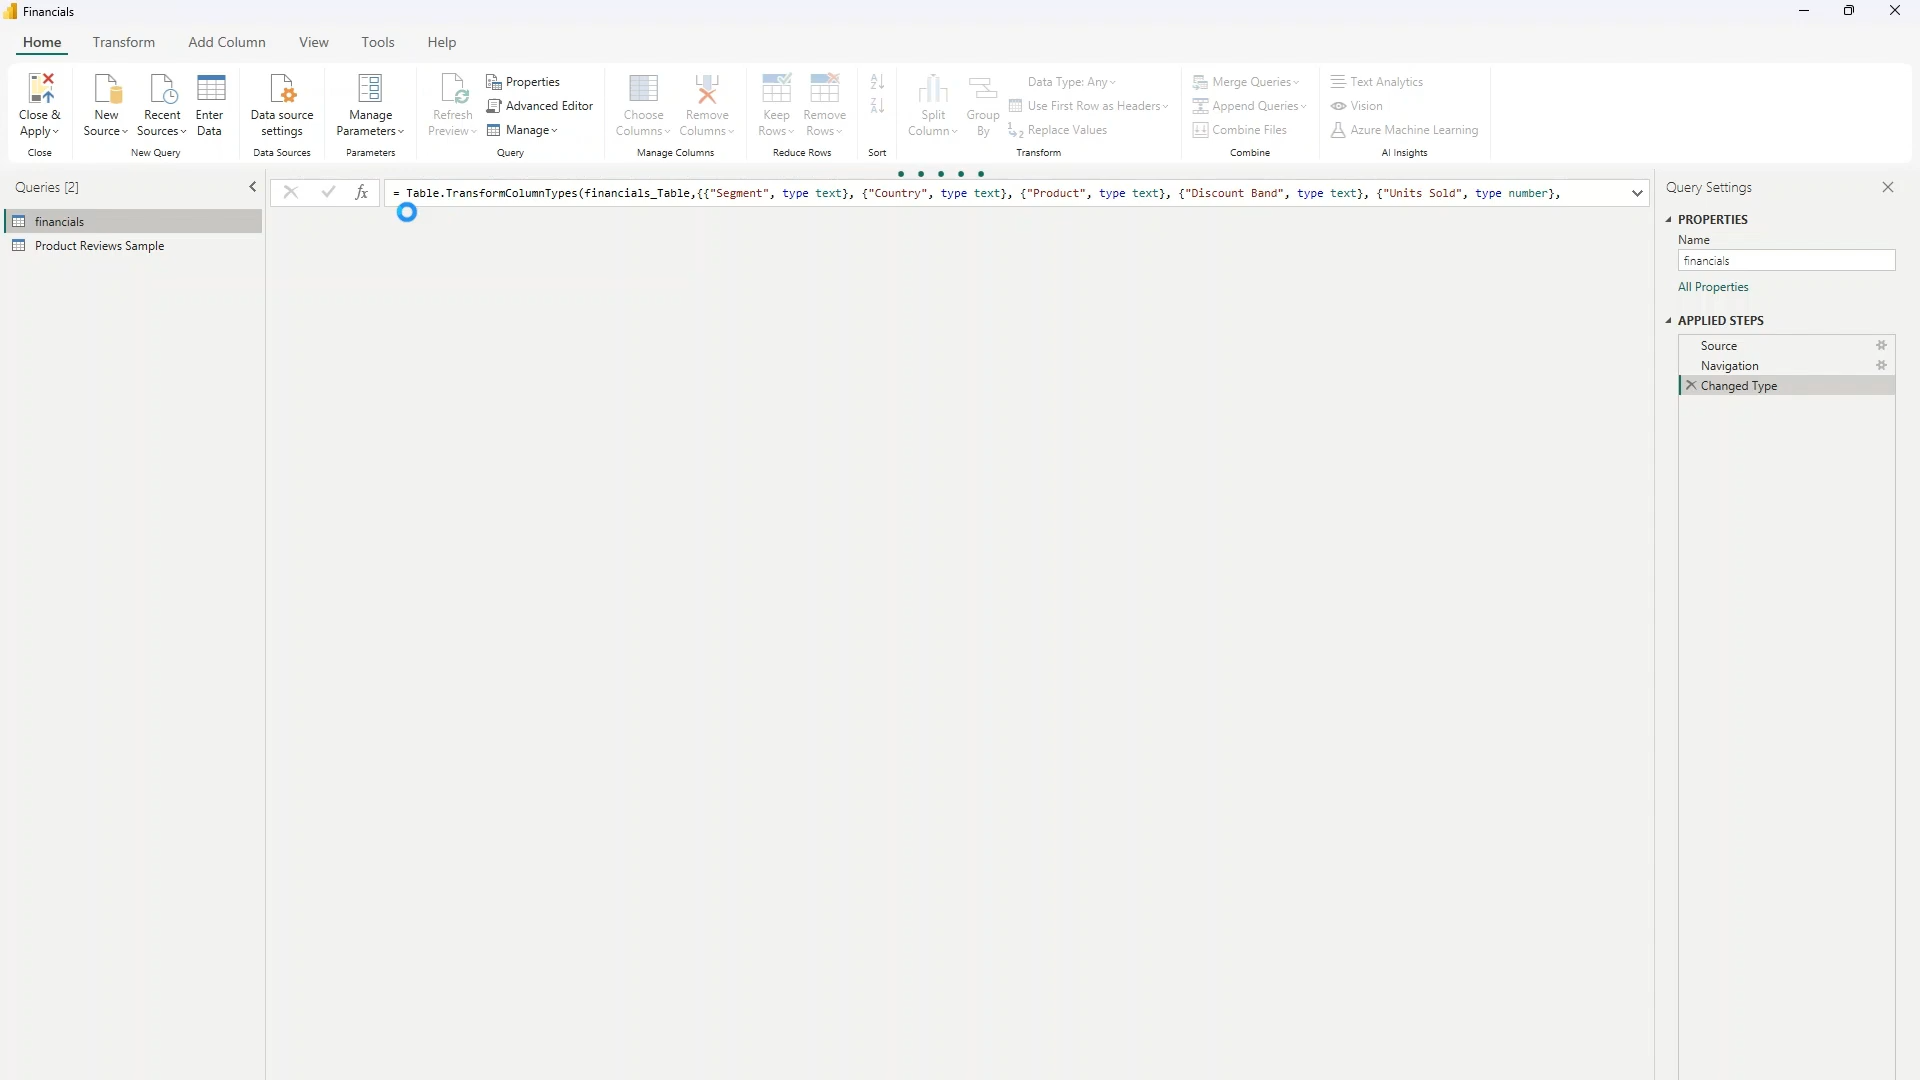 Financials
Home Transform Add Column View Tools Help
Close & Apply
New Source
Recent Sources
Enter Data
Data source settings
Manage Parameters
Refresh Preview
Properties
Advanced Editor
Manage
Choose Columns
Remove Columns
Keep Rows
Remove Rows
Split Column
Group By
Data Type: Any
Use First Row as Headers
Replace Values
Merge Queries
Append Queries
Combine Files
Text Analytics
Vision
Azure Machine Learning
Close New Query Data Sources Parameters Query Manage Columns Reduce Rows Sort Transform Combine AI Insights
Queries [2]
financials
Product Reviews Sample
fx
= Table.TransformColumnTypes(financials_Table,{{"Segment", type text}, {"Country", type text}, {"Product", type text}, {"Discount Band", type text}, {"Units Sold", type number},
Query Settings
PROPERTIES
Name
financials
All Properties
APPLIED STEPS
Source
Navigation
Changed Type